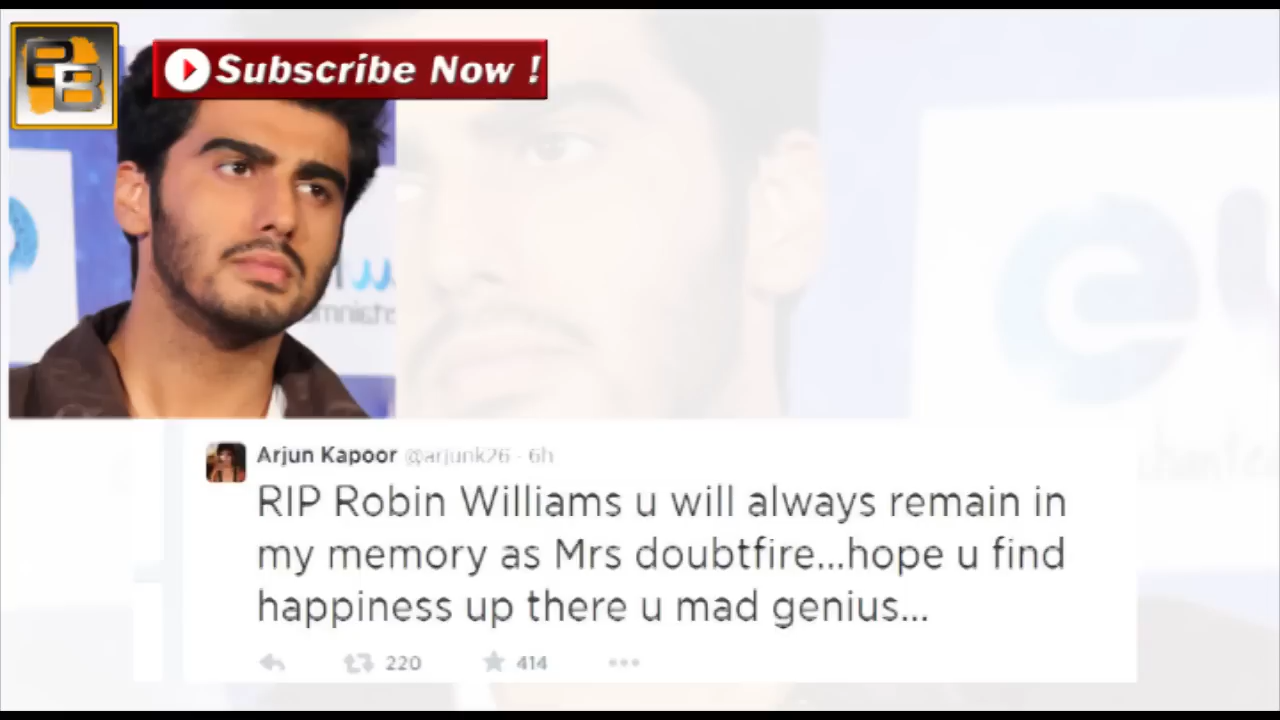 Subscribe Now !
Arjun Kapoor @arjunk26 - 6h
RIP Robin Williams u will always remain in
my memory as Mrs doubtfire...hope u find
happiness up there u mad genius...
220 414